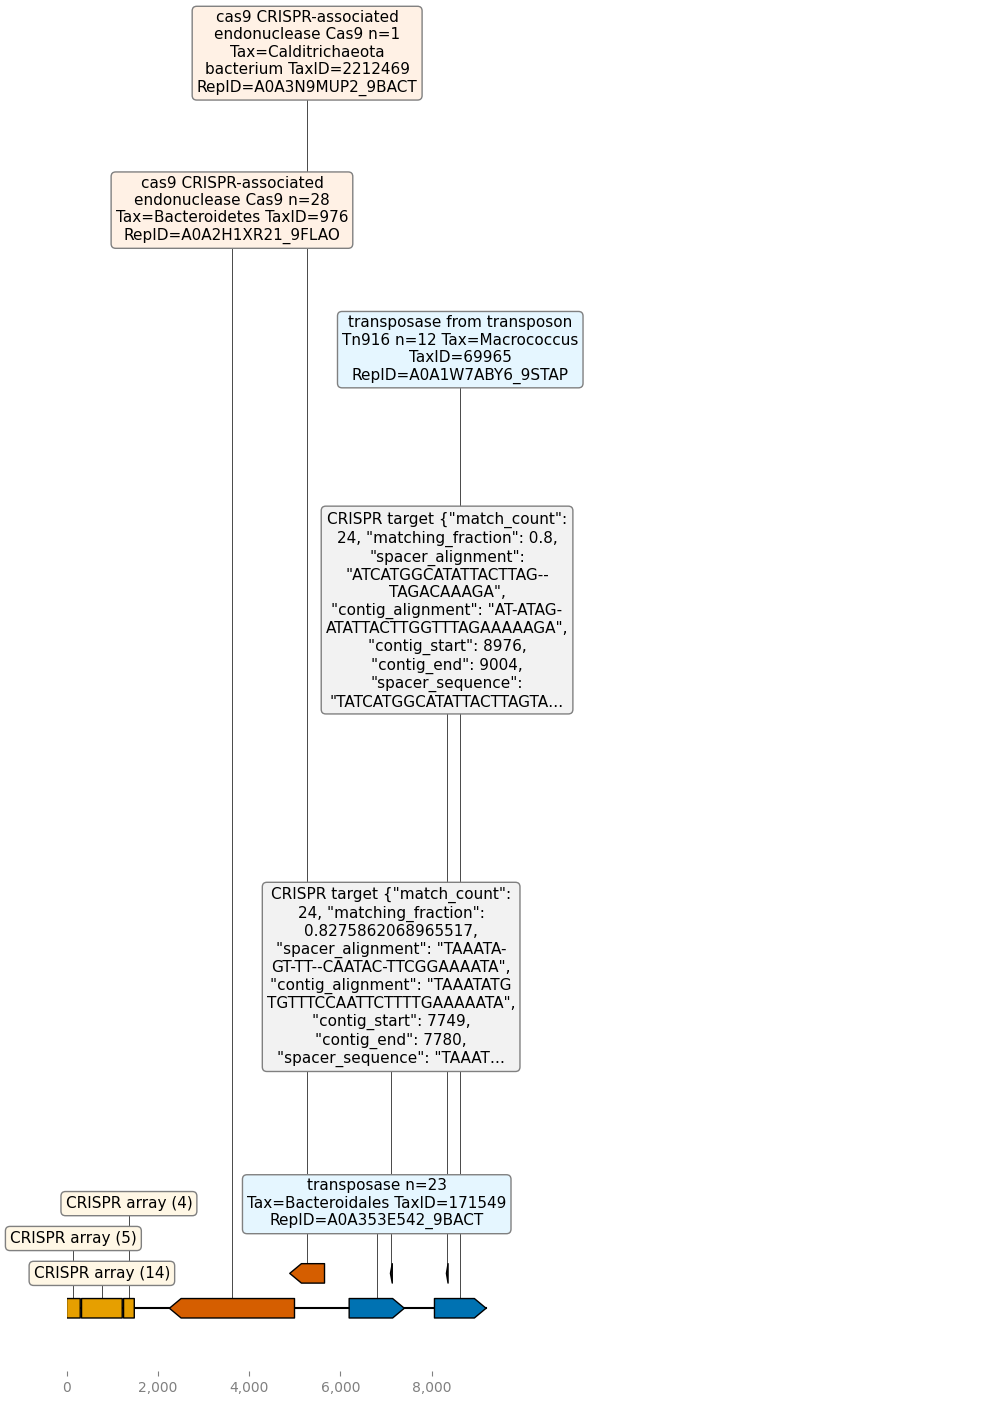 cas9 CRISPR-associated
endonuclease Cas9 n=1
Tax=Calditrichaeota
bacterium TaxID=2212469
RepID=A0A3N9MUP2_9BACT
cas9 CRISPR-associated
endonuclease Cas9 n=28
Tax=Bacteroidetes TaxID=976
RepID=A0A2H1XR21_9FLAO
transposase from transposon
Tn916 n=12 Tax=Macrococcus
TaxID=69965
RepID=A0A1W7ABY6_9STAP
CRISPR target {"match_count":
24, "matching_fraction": 0.8,
"spacer_alignment":
"ATCATGGCATATTACTTAG--
TAGACAAAGA",
"contig_alignment": "AT-ATAG-
ATATTACTTGGTTTAGAAAAAGA",
"contig_start": 8976,
"contig_end": 9004,
"spacer_sequence":
"TATCATGGCATATTACTTAGTA...
CRISPR target {"match_count":
24, "matching_fraction":
0.8275862068965517,
"spacer_alignment": "TAAATA-
GT-TT--CAATAC-TTCGGAAAATA",
"contig_alignment": "TAAATATG
TGTTTCCAATTCTTTTGAAAAATA",
"contig_start": 7749,
"contig_end": 7780,
"spacer_sequence": "TAAAT...
transposase n=23
Tax=Bacteroidales TaxID=171549
RepID=A0A353E542_9BACT
CRISPR array (4)
CRISPR array (5)
CRISPR array (14)
0
2,000
4,000
6,000
8,000